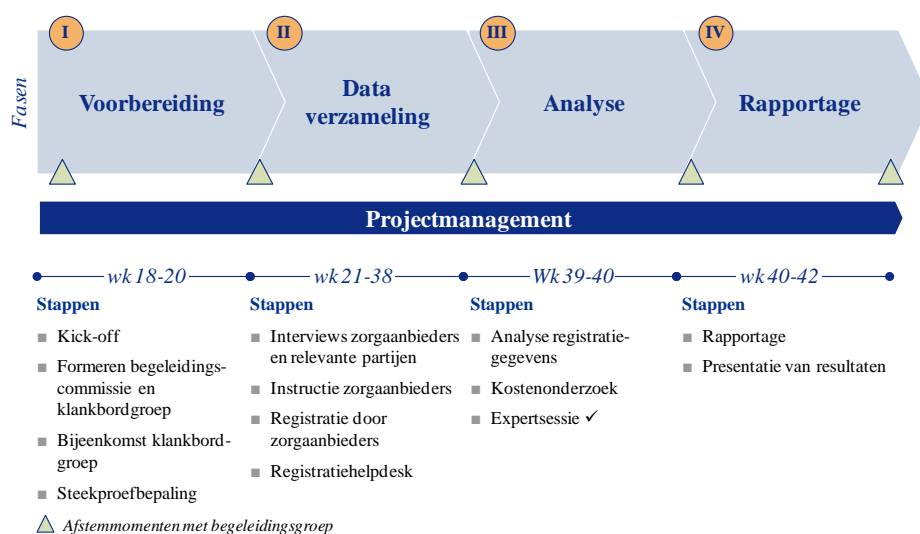 I
II
III
IV
Fasen
Voorbereiding
Data
verzameling
Analyse
Rapportage
Projectmanagement
wk 18-20
wk 21-38
Wk 39-40
wk 40-42
Stappen
Kick-off
Formeren begeleidings-
commissie en
klankbordgroep
Bijeenkomst klankbord-
groep
Steekproefbepaling
Stappen
Interviews zorgaanbieders
en relevante partijen
Instructie zorgaanbieders
Registratie door
zorgaanbieders
Registratiehelpdesk
Stappen
Analyse registratie-
gegevens
Kostenonderzoek
Expertsessie ✓
Stappen
Rapportage
Presentatie van resultaten
Afstemmomenten met begeleidingsgroep